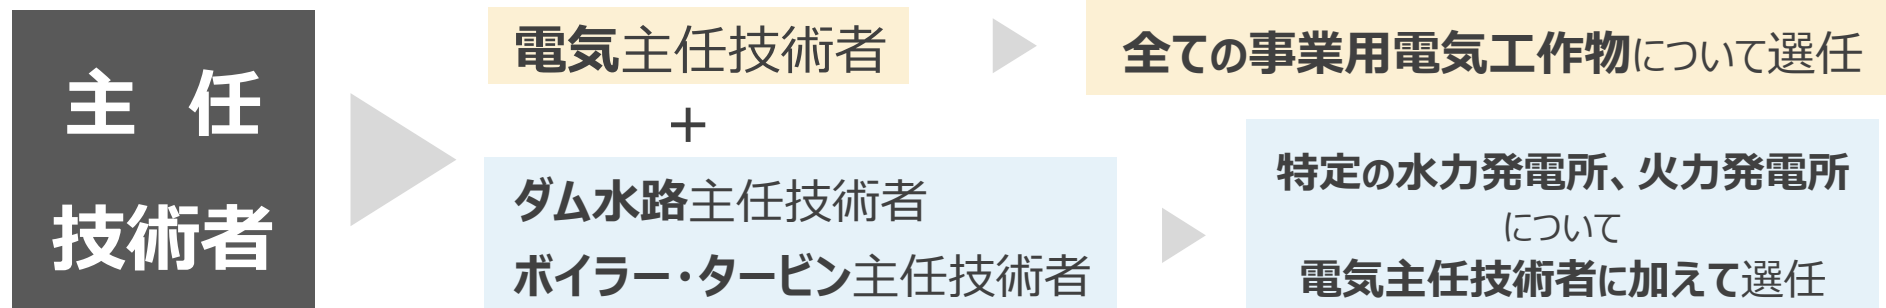 主 任
技術者
電気主任技術者
全ての事業用電気工作物について選任
＋
ダム水路主任技術者
ボイラー・タービン主任技術者
特定の水力発電所、火力発電所
について
電気主任技術者に加えて選任